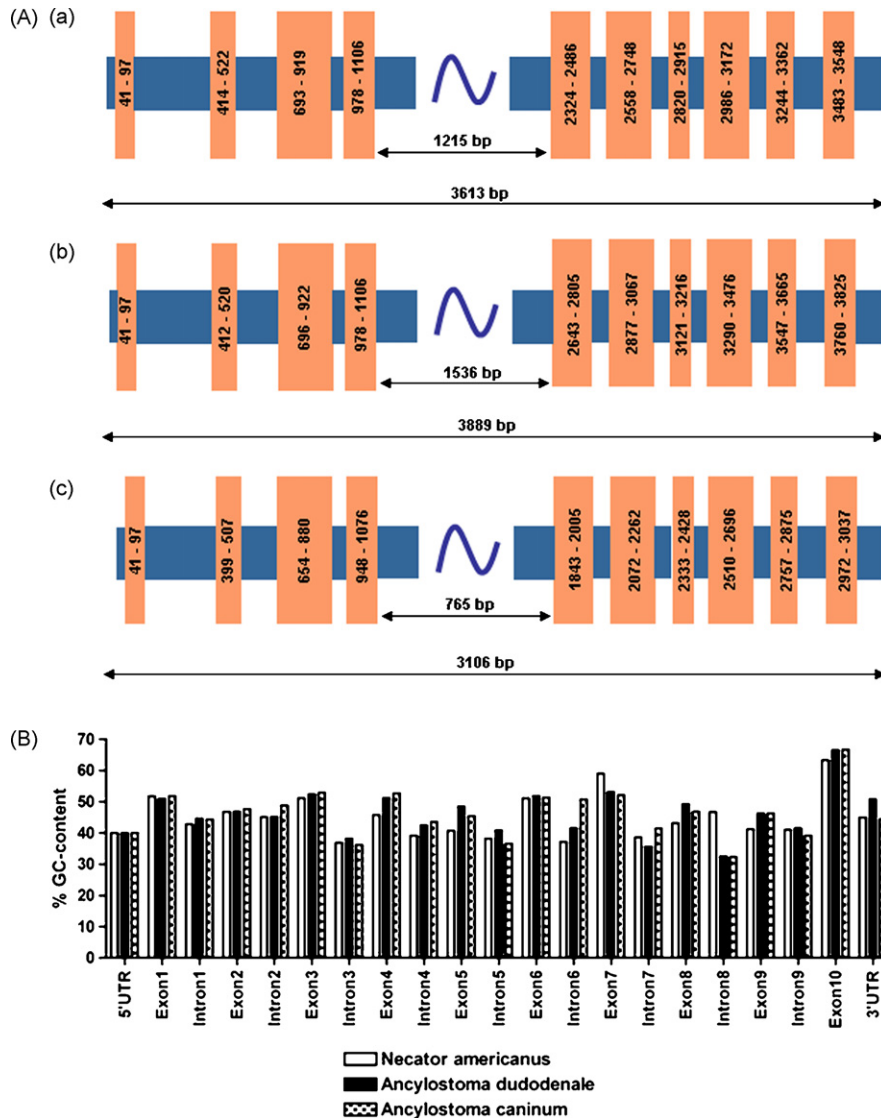 (A) (a)
41 - 97
414 - 522
693 - 919
978 - 1106
2324 - 2486
2558 - 2748
2820 - 2915
2986 - 3172
3244 - 3362
3483 - 3548
1215 bp
3613 bp
(b)
41 - 97
412 - 520
696 - 922
978 - 1106
2643 - 2805
2877 - 3067
3121 - 3216
3290 - 3476
3547 - 3665
3760 - 3825
1536 bp
3889 bp
(c)
41 - 97
399 - 507
654 - 880
948 - 1076
1843 - 2005
2072 - 2262
2333 - 2428
2510 - 2696
2757 - 2875
2972 - 3037
765 bp
3106 bp
(B)
% GC-content
70
60
50
40
30
20
10
0
5'UTR
Exon1
Intron1
Exon2
Intron2
Exon3
Intron3
Exon4
Intron4
Exon5
Intron5
Exon6
Intron6
Exon7
Intron7
Exon8
Intron8
Exon9
Intron9
Exon10
3'UTR
Necator americanus
Ancylostoma dudodenale
Ancylostoma caninum